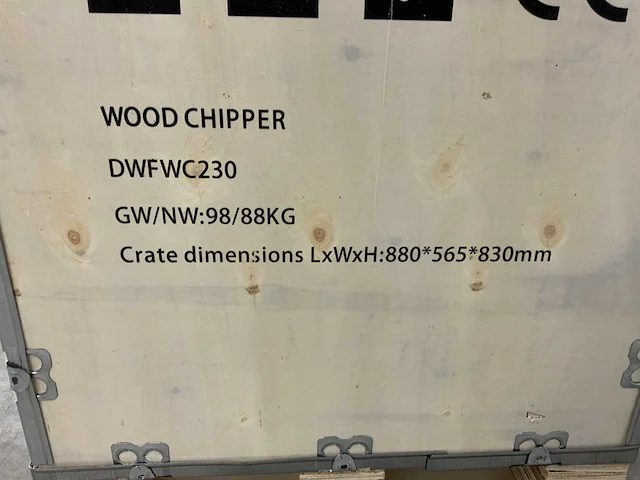 WOOD CHIPPER
DWFWC230
GW/NW:98/88KG
Crate dimensions LxWxH:880*565*830mm